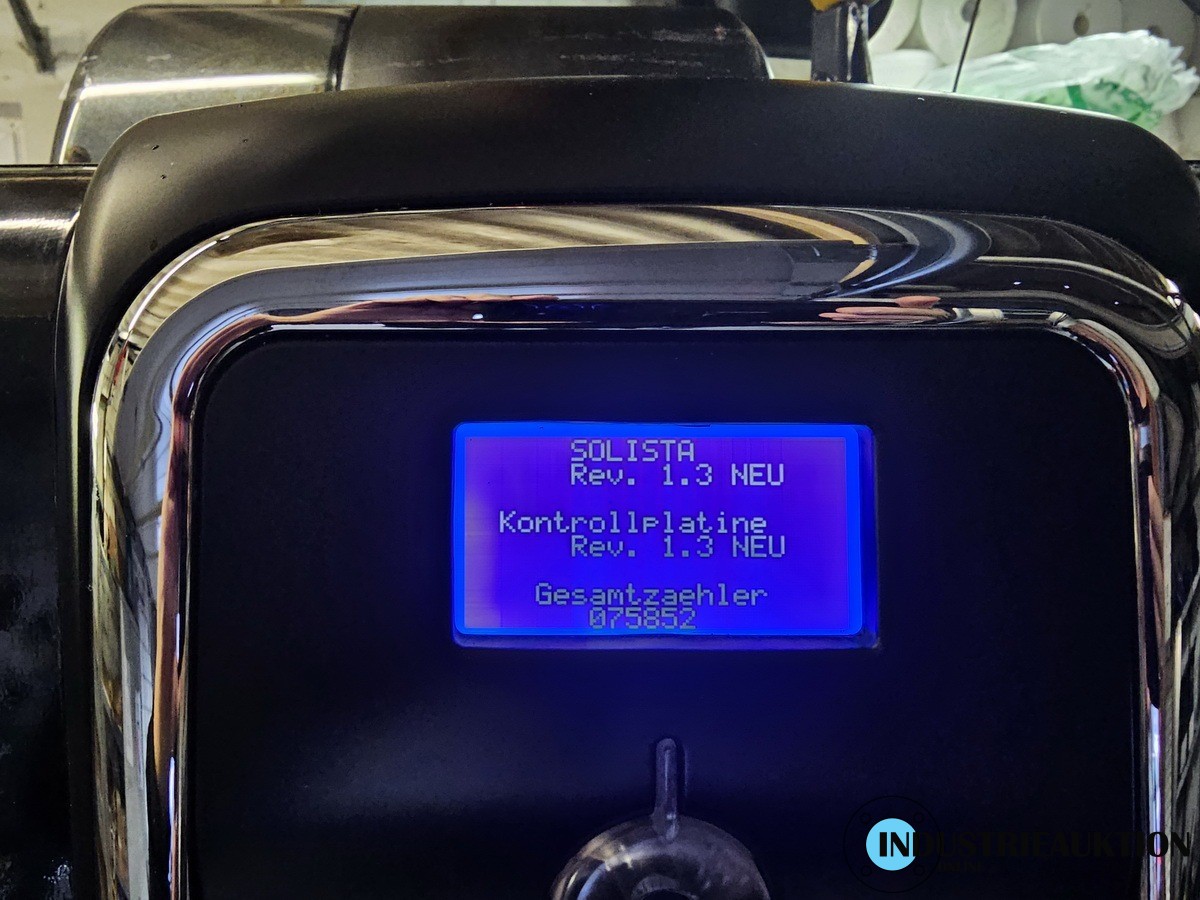 SOLISTA
Rev. 1.3 NEU
Kontrollplatine
Rev. 1.3 NEU
Gesamtzaehler
075852
INDUSTRIEAUKTION